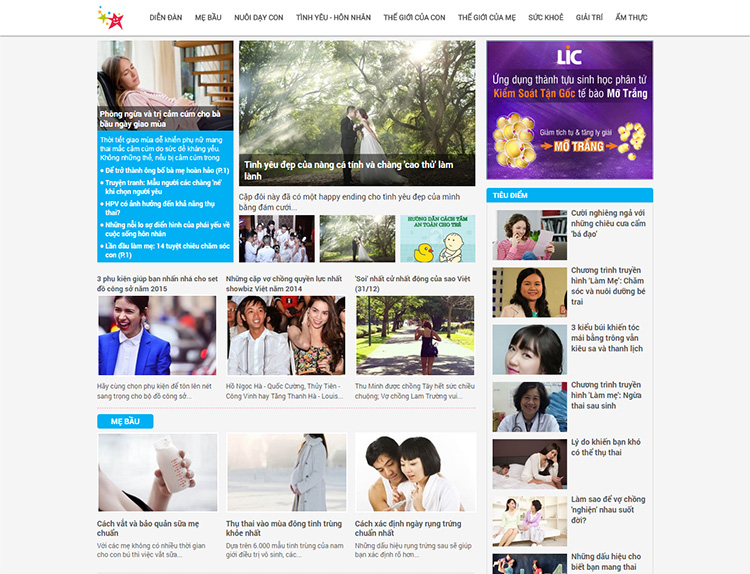 DIỄN ĐÀN
MẸ BẦU
NUÔI DẠY CON
TÌNH YÊU - HÔN NHÂN
THẾ GIỚI CỦA CON
THẾ GIỚI CỦA MẸ
SỨC KHOẺ
GIẢI TRÍ
ẨM THỰC
Phòng ngừa và trị cảm cúm cho bà
bầu ngày giao mùa
Thời tiết giao mùa dễ khiến phụ nữ mang
thai mắc cảm cúm do sức đề kháng yếu.
Không những thế, nếu bị cảm cúm trong
Để trở thành ông bố bà mẹ hoàn hảo (P.1)
Truyện tranh: Mẫu người các chàng 'né'
khi chọn người yêu
HPV có ảnh hưởng đến khả năng thụ
thai?
Những nỗi lo sợ điển hình của phái yếu về
cuộc sống hôn nhân
Lần đầu làm mẹ: 14 tuyệt chiêu chăm sóc
con (P.1)
Tình yêu đẹp của nàng cá tính và chàng 'cao thủ' làm
lành
Cặp đôi này đã có một happy ending cho tình yêu đẹp của mình
bằng đám cưới...
HƯỚNG DẪN CÁCH TẮM
AN TOÀN CHO TRẺ
LIC
Ứng dụng thành tựu sinh học phân tử
Kiểm Soát Tận Gốc tế bào Mỡ Trắng
Giảm tích tụ & tăng ly giải
MỠ TRẮNG
TIÊU ĐIỂM
Cười nghiêng ngả với
những chiêu cưa cẩm
'bá đạo'
Chương trình truyền
hình 'Làm Mẹ': Chăm
sóc và nuôi dưỡng bé
trai
3 kiểu búi khiến tóc
mái bằng trông vẫn
kiêu sa và thanh lịch
Chương trình truyền
hình 'Làm mẹ': Ngừa
thai sau sinh
Lý do khiến bạn khó
có thể thụ thai
Làm sao để vợ chồng
'nghiện' nhau suốt
đời?
Những dấu hiệu cho
biết bạn mang thai
3 phụ kiện giúp bạn nhấn nhá cho set
đồ công sở năm 2015
Hãy cùng chọn phụ kiện để tôn lên nét
sang trọng cho bộ đồ công sở...
Những cặp vợ chồng quyền lực nhất
showbiz Việt năm 2014
Hồ Ngọc Hà - Quốc Cường, Thủy Tiên -
Công Vinh hay Tăng Thanh Hà - Louis...
'Soi' nhất cử nhất động của sao Việt
(31/12)
Thu Minh được chồng Tây hết sức chiều
chuộng; Vợ chồng Lam Trường vui...
MẸ BẦU
Cách vắt và bảo quản sữa mẹ
chuẩn
Với các mẹ không có nhiều thời gian
cho con bú thì việc vắt sữa...
Thụ thai vào mùa đông tinh trùng
khỏe nhất
Dựa trên 6.000 mẫu tinh trùng của nam
giới điều trị vô sinh, các...
Cách xác định ngày rụng trứng
chuẩn nhất
Những dấu hiệu rụng trứng sau sẽ giúp
bạn xác định rõ hơn...